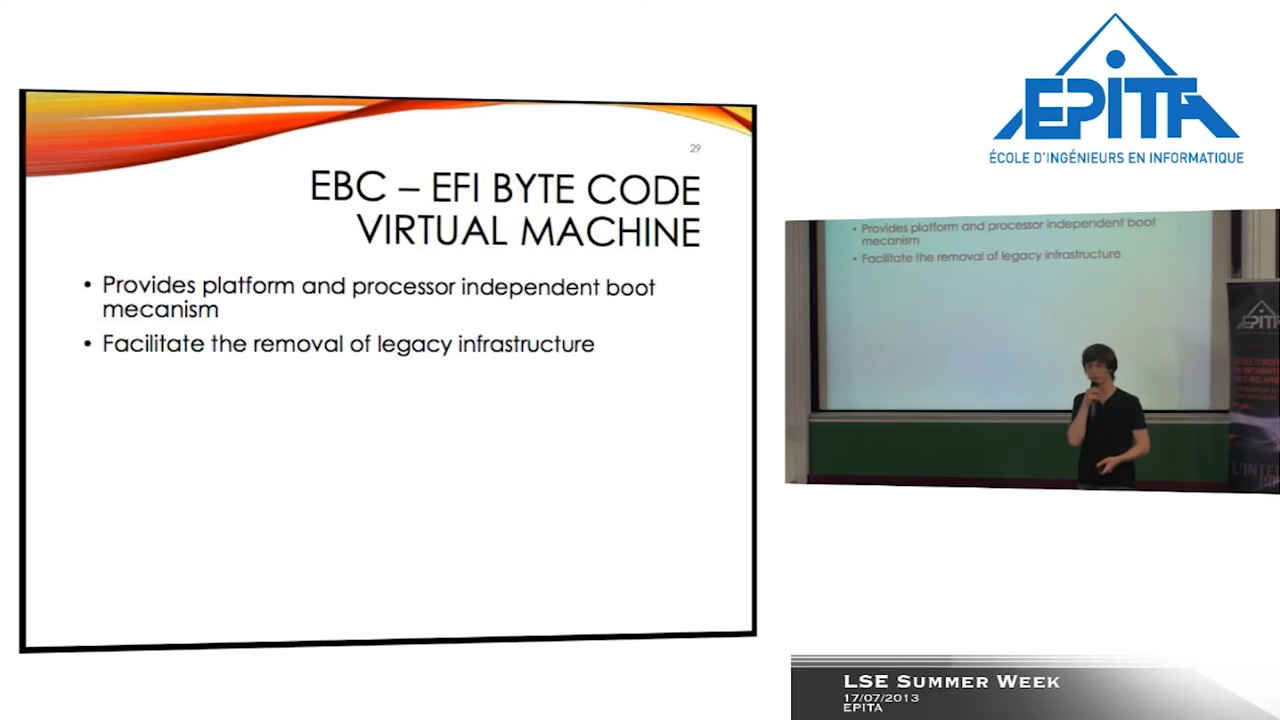 29
EBC – EFI BYTE CODE
VIRTUAL MACHINE
• Provides platform and processor independent boot
mecanism
• Facilitate the removal of legacy infrastructure
EPITA
ÉCOLE D'INGÉNIEURS EN INFORMATIQUE
• Provides platform and processor independent boot
mecanism
• Facilitate the removal of legacy infrastructure
EPITA
LSE SUMMER WEEK
17/07/2013
EPITA